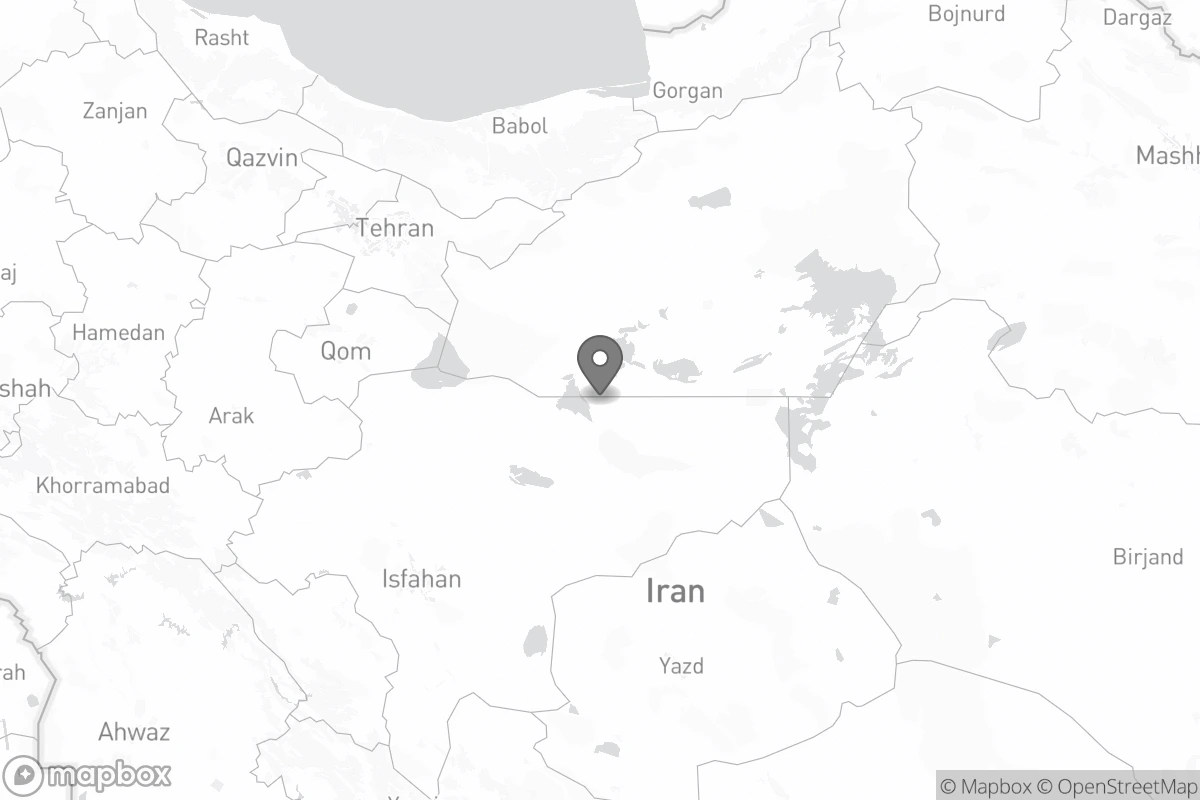 Bojnurd
Dargaz
Rasht
Gorgan
Zanjan
Babol
Qazvin
Mashh
Tehran
aj
Hamedan
Qom
shah
Arak
Khorramabad
Birjand
Isfahan
Iran
Yazd
rah
Ahwaz
mapbox
© Mapbox © OpenStreetMap